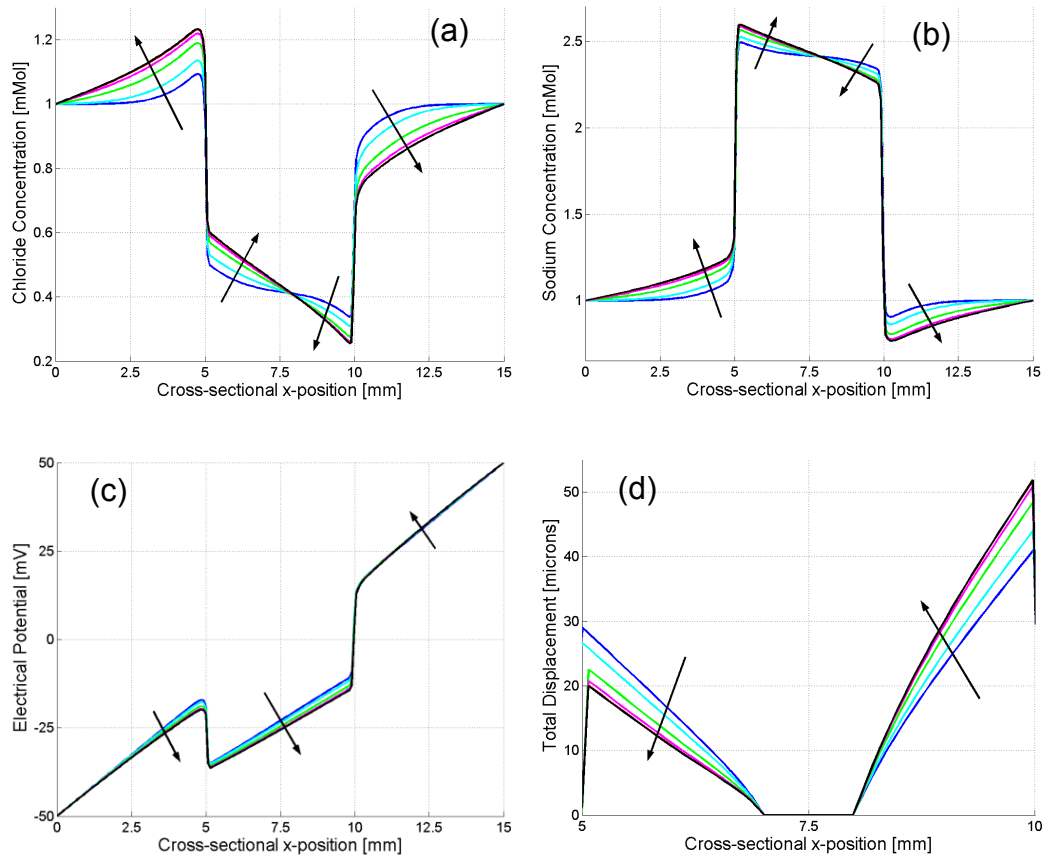 (a)
Chloride Concentration [mMol]
1.2
1
0.8
0.6
0.4
0.2
0 2.5 5 7.5 10 12.5 15
Cross-sectional x-position [mm]
(b)
Sodium Concentration [mMol]
2.5
2
1.5
1
0 2.5 5 7.5 10 12.5 15
Cross-sectional x-position [mm]
(c)
Electrical Potential [mV]
50
25
0
-25
-50
0 2.5 5 7.5 10 12.5 15
Cross-sectional x-position [mm]
(d)
Total Displacement [microns]
50
40
30
20
10
0
5 7.5 10
Cross-sectional x-position [mm]